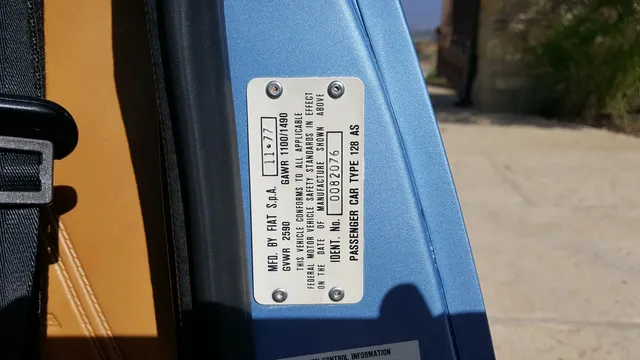 MFD. BY FIAT S.p.A. 11·77
GVWR 2590 GAWR 1100/1490
THIS VEHICLE CONFORMS TO ALL APPLICABLE
FEDERAL MOTOR VEHICLE SAFETY STANDARDS IN EFFECT
ON THE DATE OF MANUFACTURE SHOWN ABOVE
IDENT. No. 0082076
PASSENGER CAR TYPE 128 AS
CONTROL INFORMATION